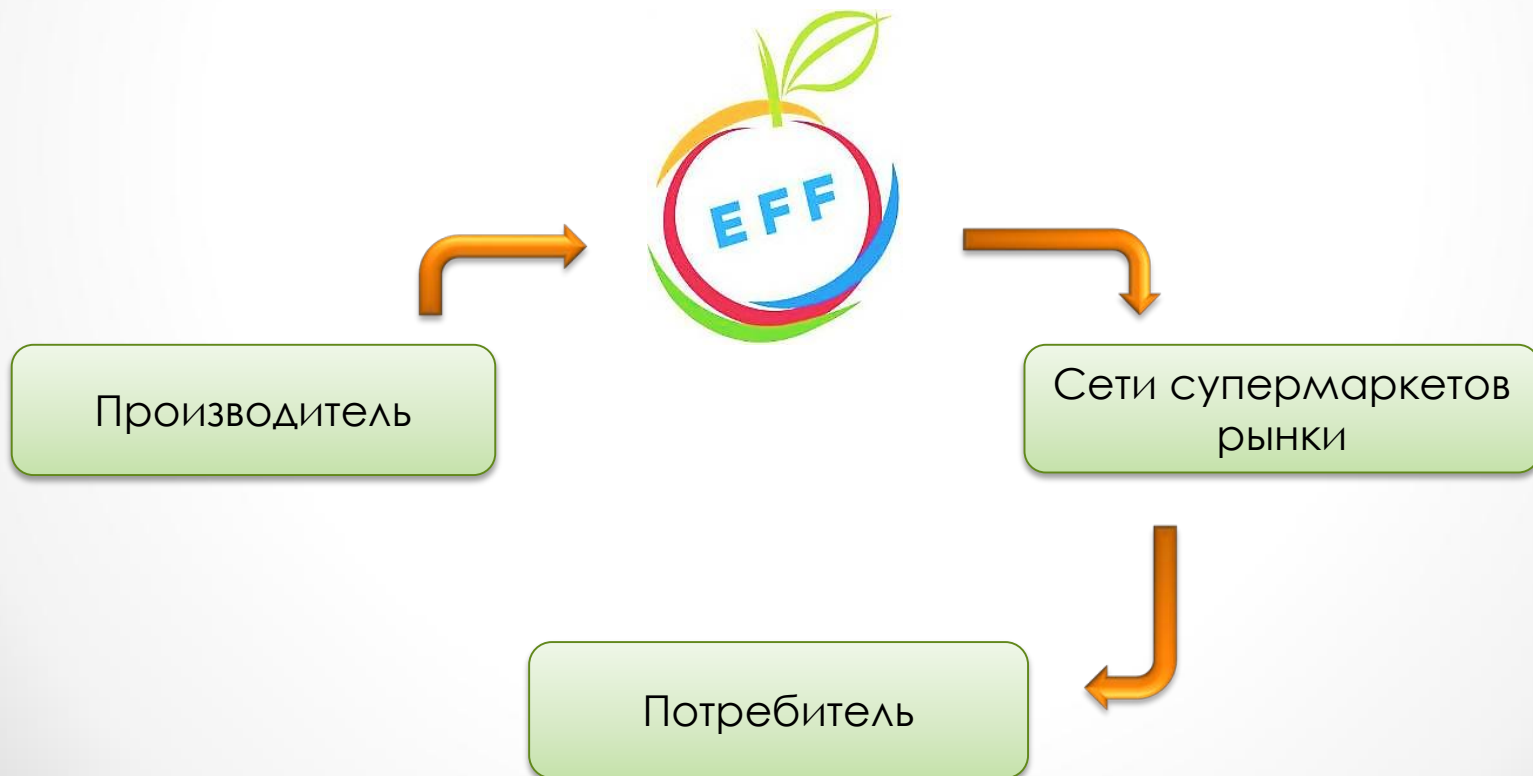 EFF
Производитель
Сети супермаркетов
рынки
Потребитель